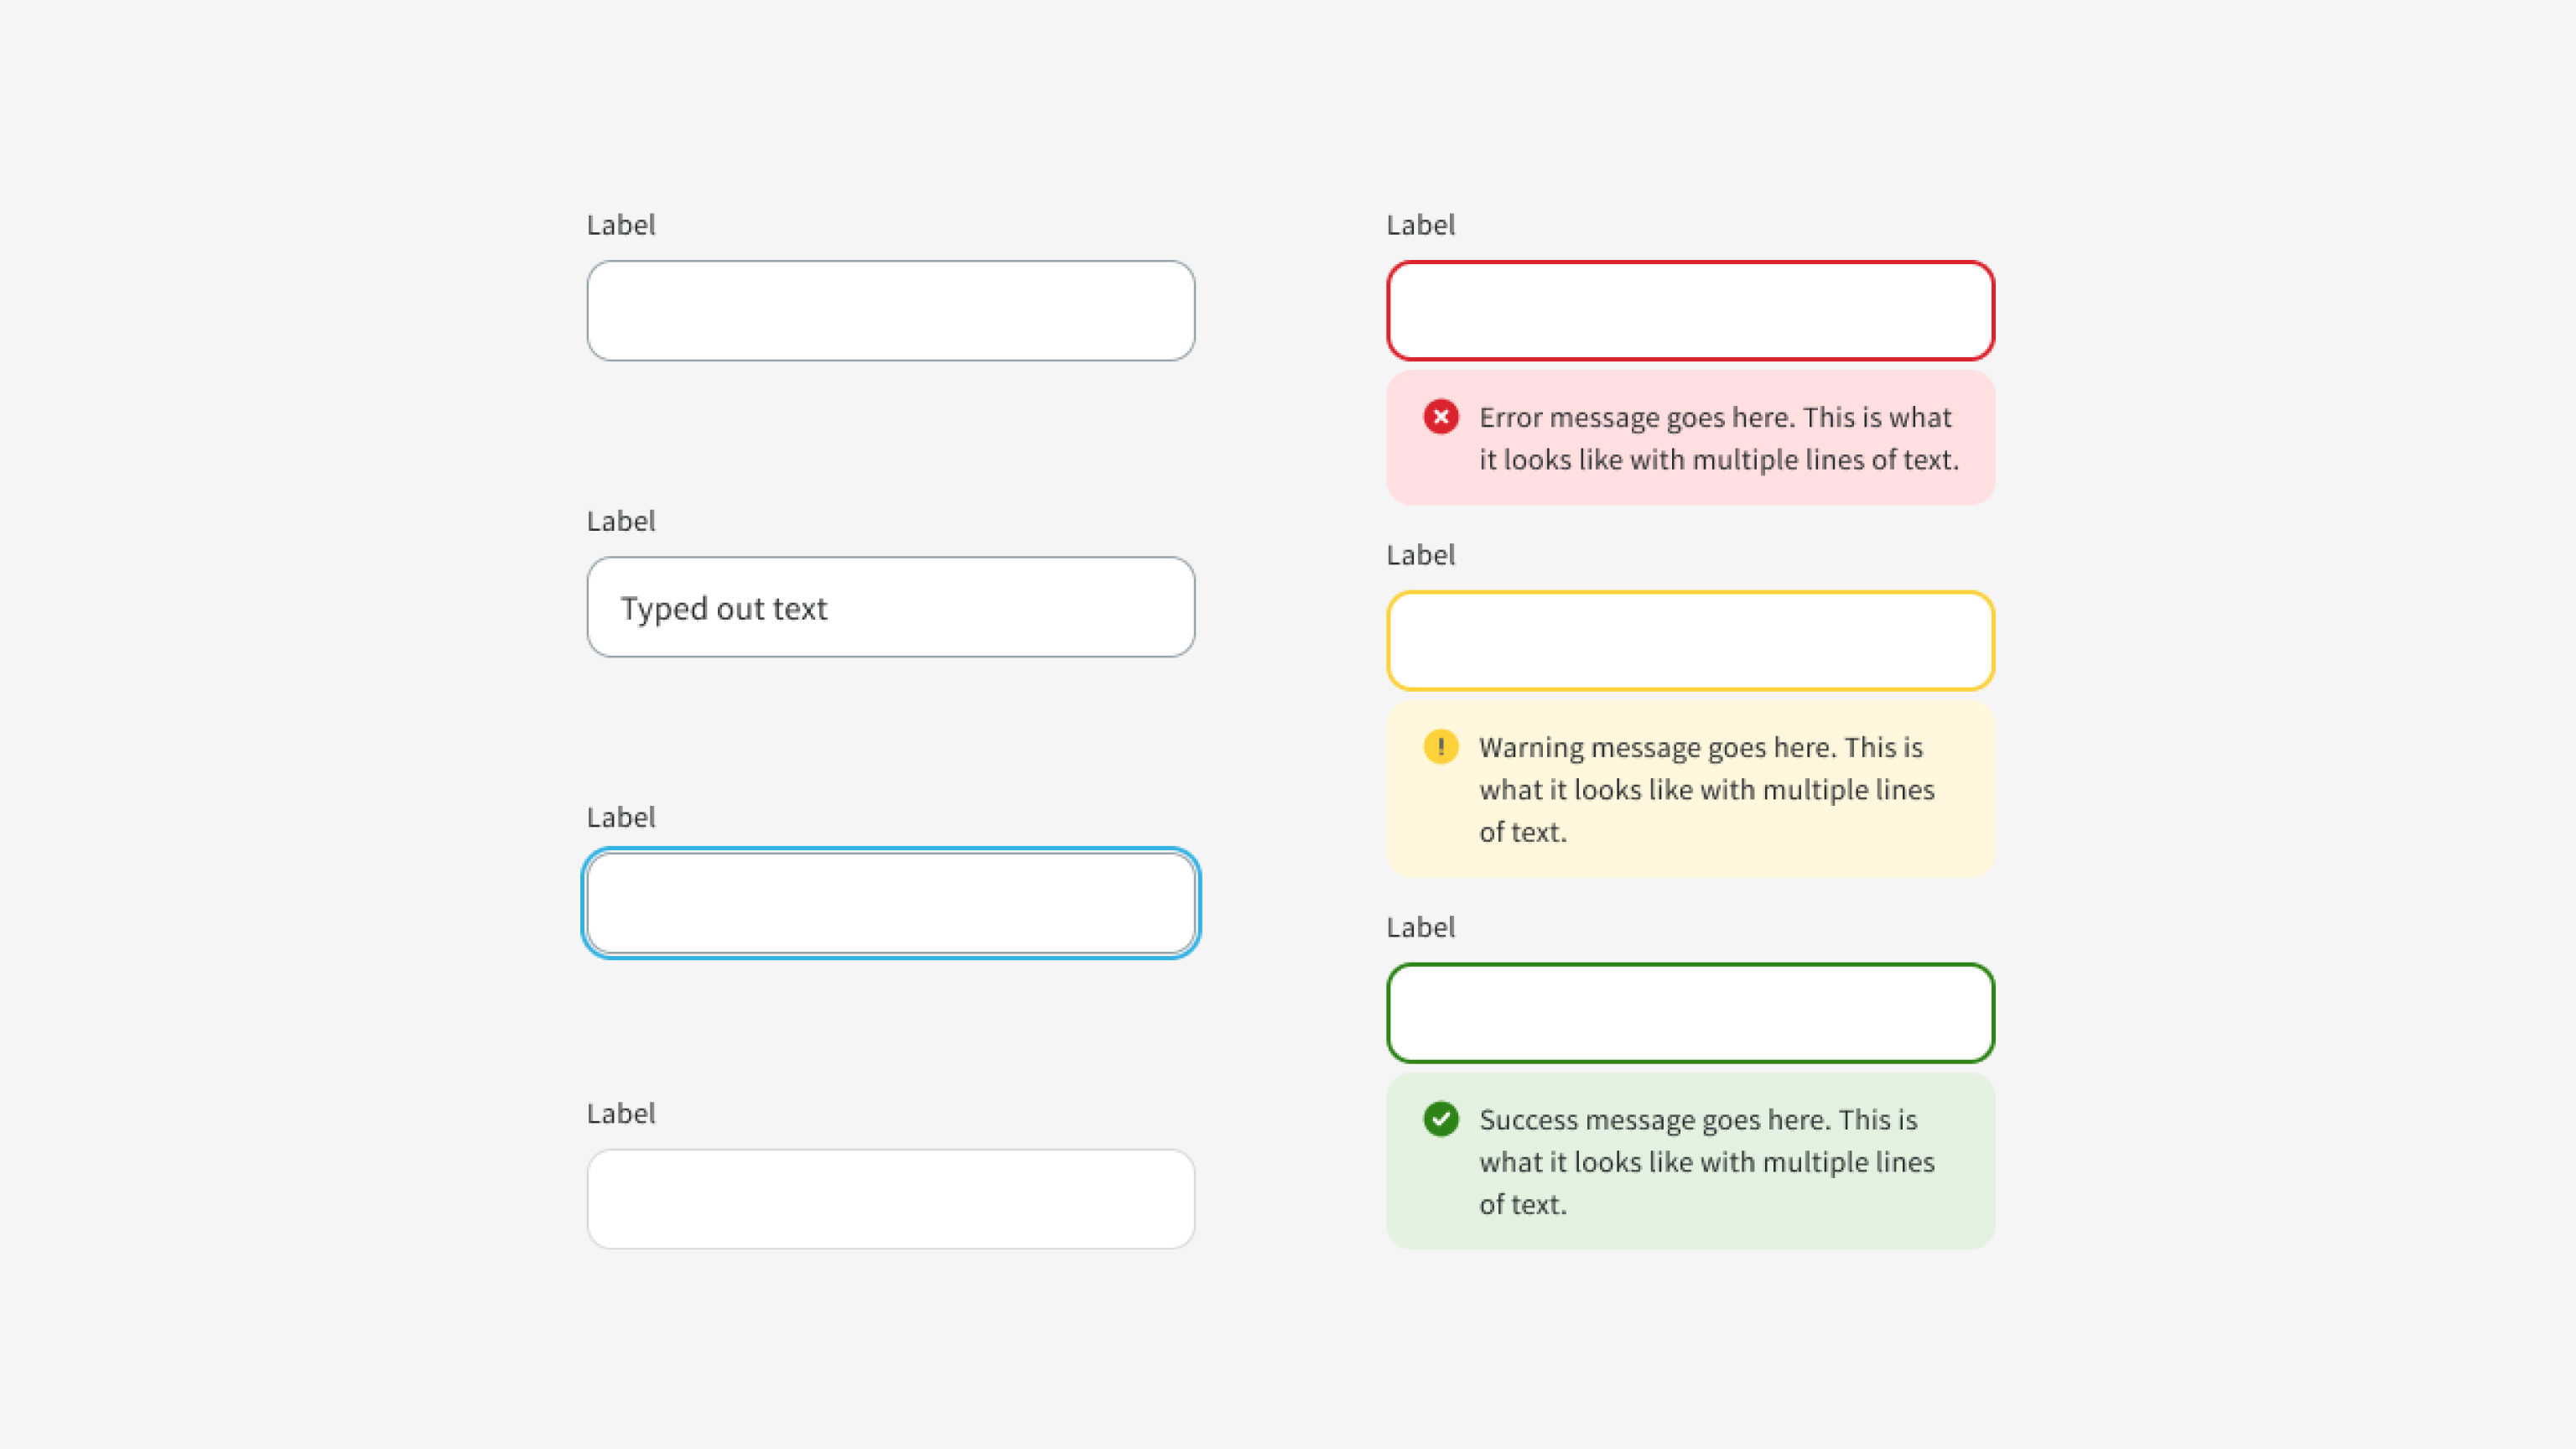 Label
Label
Typed out text
Label
Label
Label
Error message goes here. This is what
it looks like with multiple lines of text.
Label
Warning message goes here. This is
what it looks like with multiple lines
of text.
Label
Success message goes here. This is
what it looks like with multiple lines
of text.